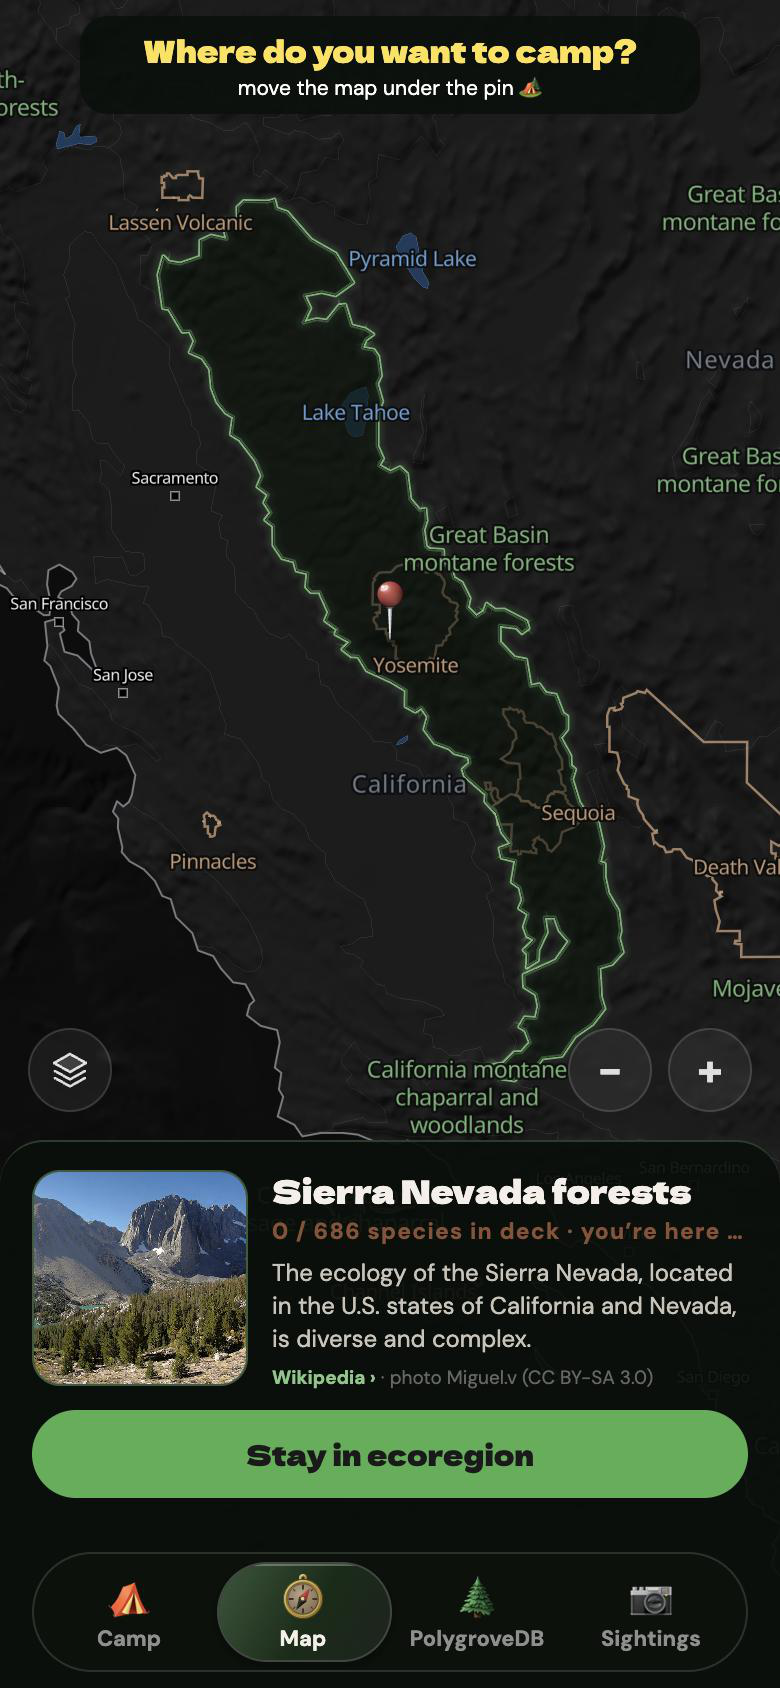 Where do you want to camp?
move the map under the pin 🏕️
th-
orests
Great Bas
montane fo
Lassen Volcanic
Pyramid Lake
Nevada
Lake Tahoe
Great Bas
montane for
Sacramento
Great Basin
montane forests
San Francisco
Yosemite
San Jose
California
Sequoia
Pinnacles
Death Val
Mojave
California montane
chaparral and
woodlands
San Bernardino
Los Angeles
Sierra Nevada forests
0 / 686 species in deck · you’re here …
The ecology of the Sierra Nevada, located
in the U.S. states of California and Nevada,
is diverse and complex.
Channel Islands
Wikipedia › · photo Miguel.v (CC BY-SA 3.0)
San Diego
Stay in ecoregion
Camp
Map
PolygroveDB
Sightings